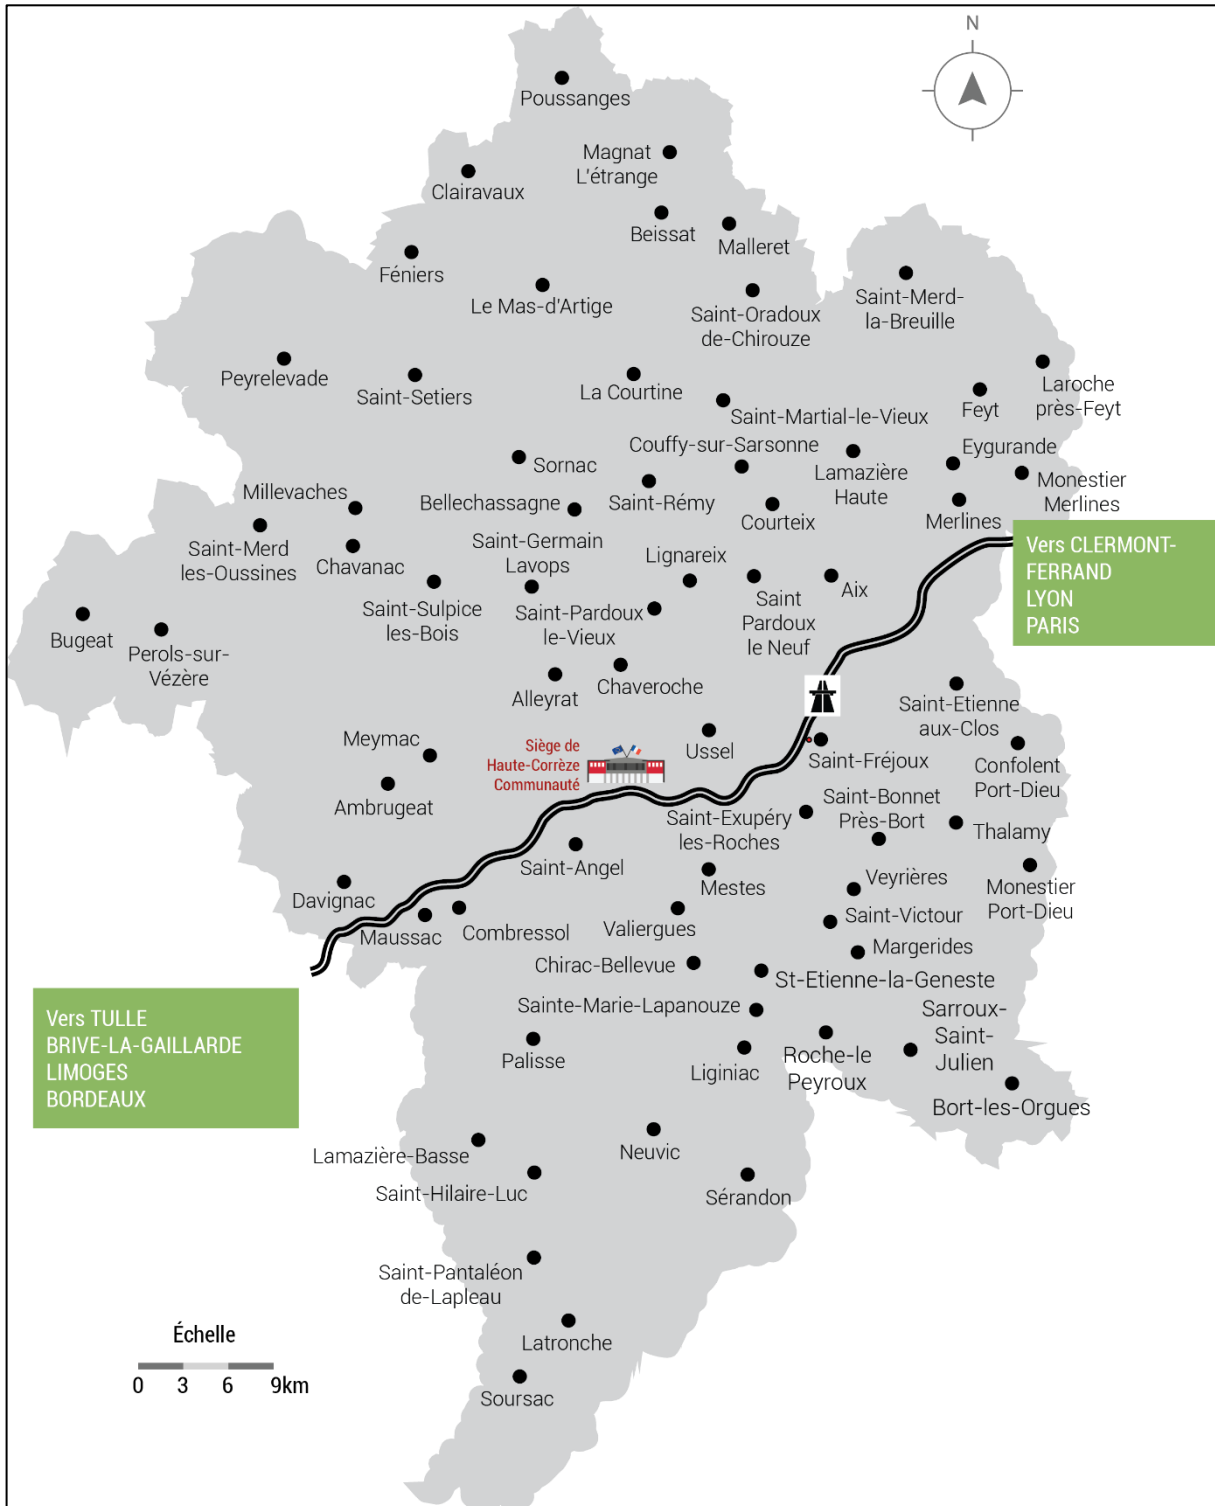 N
Poussanges
Magnat
L'étrange
Clairavaux
Beissat
Malleret
Féniers
Le Mas-d'Artige
Saint-Oradoux
de-Chirouze
Saint-Merd-
la-Breuille
Peyrelevade
Saint-Setiers
La Courtine
Saint-Martial-le-Vieux
Feyt
Laroche
près-Feyt
Couffy-sur-Sarsonne
Sornac
Lamazière
Haute
Eygurande
Monestier
Merlines
Millevaches
Bellechassagne
Saint-Rémy
Courteix
Merlines
Saint-Merd
les-Oussines
Chavanac
Saint-Germain
Lavops
Lignareix
Vers CLERMONT-
FERRAND
LYON
PARIS
Bugeat
Perols-sur-
Vézère
Saint-Sulpice
les-Bois
Saint-Pardoux
le-Vieux
Saint
Pardoux
le Neuf
Aix
Alleyrat
Chaveroche
Saint-Etienne
aux-Clos
Meymac
Siège de
Haute-Corrèze
Communauté
Ussel
Saint-Fréjoux
Confolent
Port-Dieu
Ambrugeat
Saint-Exupéry
les-Roches
Saint-Bonnet
Près-Bort
Thalamy
Saint-Angel
Mestes
Veyrières
Monestier
Port-Dieu
Davignac
Maussac
Combressol
Valiergues
Saint-Victour
Margerides
Chirac-Bellevue
St-Etienne-la-Geneste
Sainte-Marie-Lapanouze
Sarroux-
Saint-
Julien
Vers TULLE
BRIVE-LA-GAILLARDE
LIMOGES
BORDEAUX
Palisse
Liginiac
Roche-le
Peyroux
Bort-les-Orgues
Lamazière-Basse
Neuvic
Saint-Hilaire-Luc
Sérandon
Saint-Pantaléon
de-Lapleau
Latronche
Soursac
Échelle
0 3 6 9km